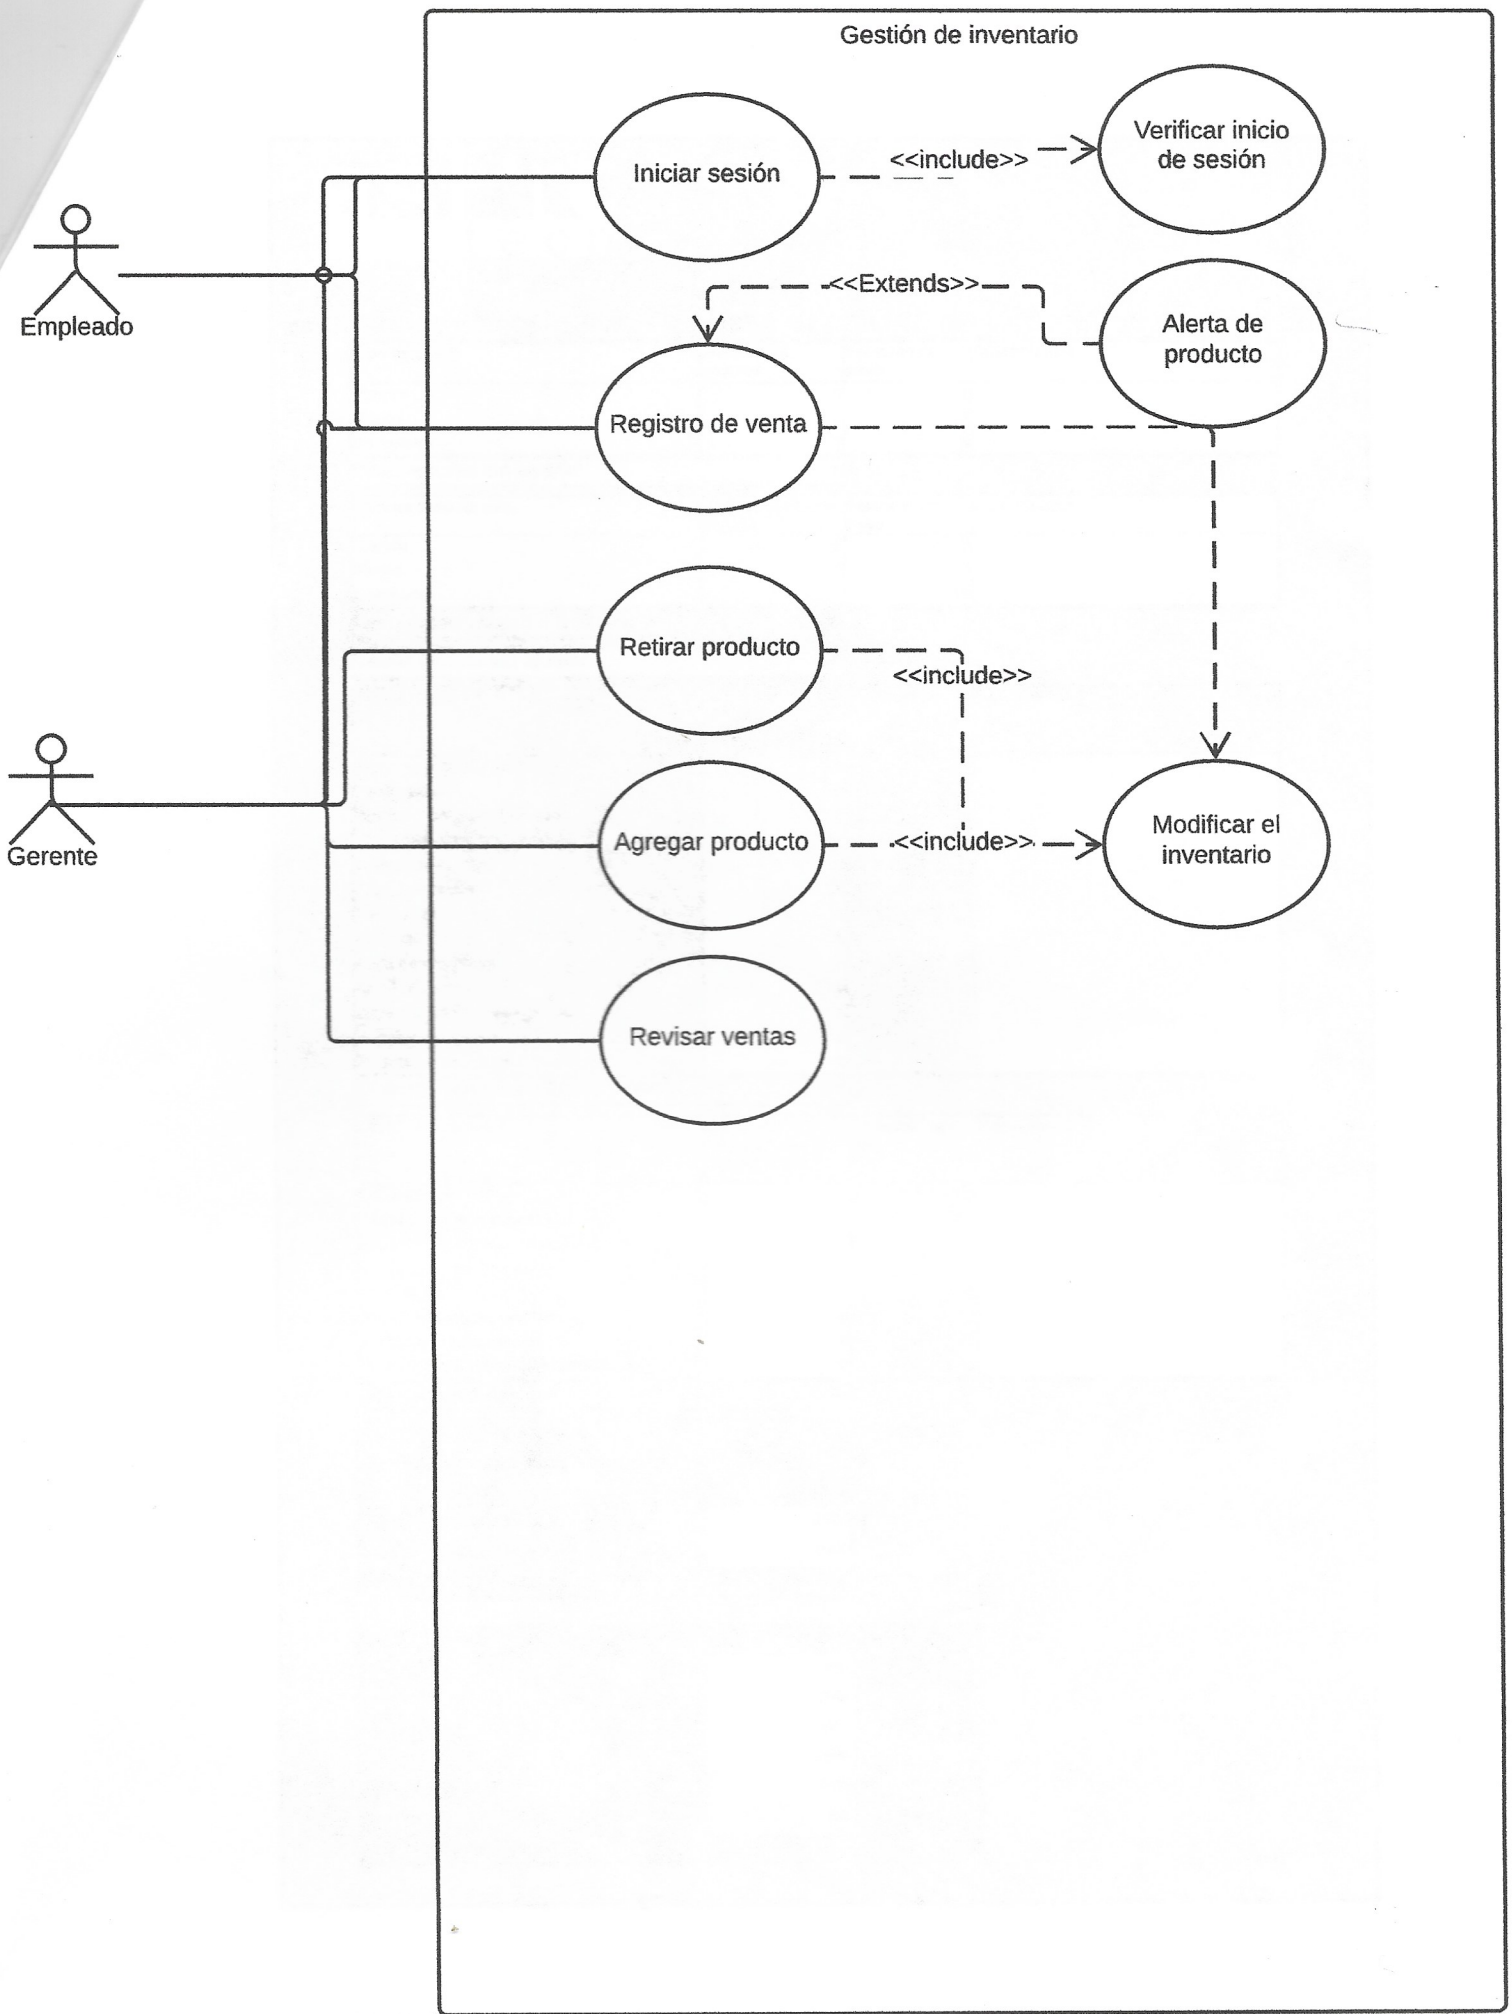 Gestión de inventario
Verificar inicio
de sesión
Iniciar sesión
<<include>>
Empleado
<<Extends>>
Alerta de
producto
Registro de venta
Retirar producto
<<include>>
Gerente
Agregar producto
<<include>>
Modificar el
inventario
Revisar ventas